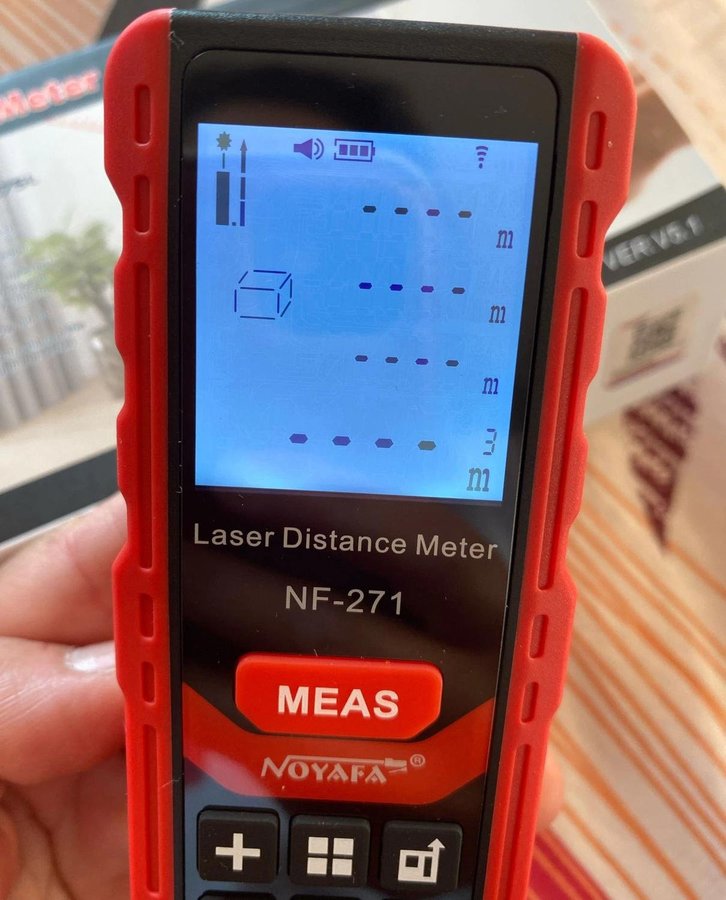 Meter
VER V5.1
- - - -
m
- - - -
m
- - - -
m
- - - - 3
m
Laser Distance Meter
NF-271
MEAS
NOYAFA®